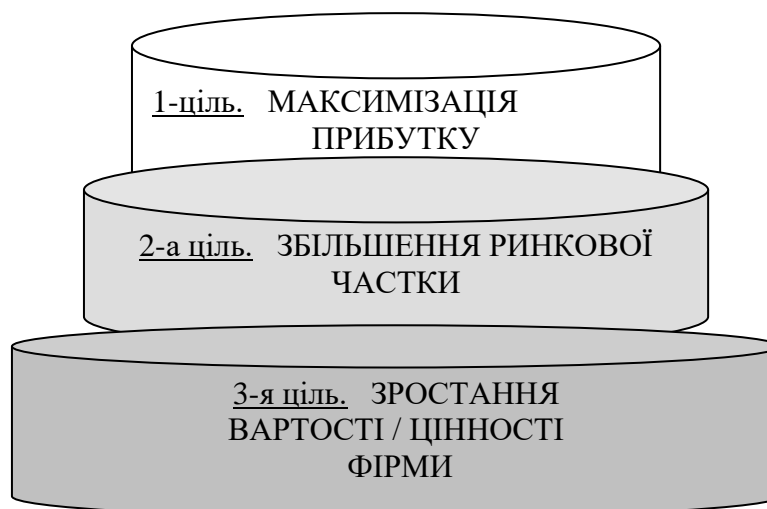 1-ціль. МАКСИМІЗАЦІЯ
ПРИБУТКУ
2-а ціль. ЗБІЛЬШЕННЯ РИНКОВОЇ
ЧАСТКИ
3-я ціль. ЗРОСТАННЯ
ВАРТОСТІ / ЦІННОСТІ
ФІРМИ